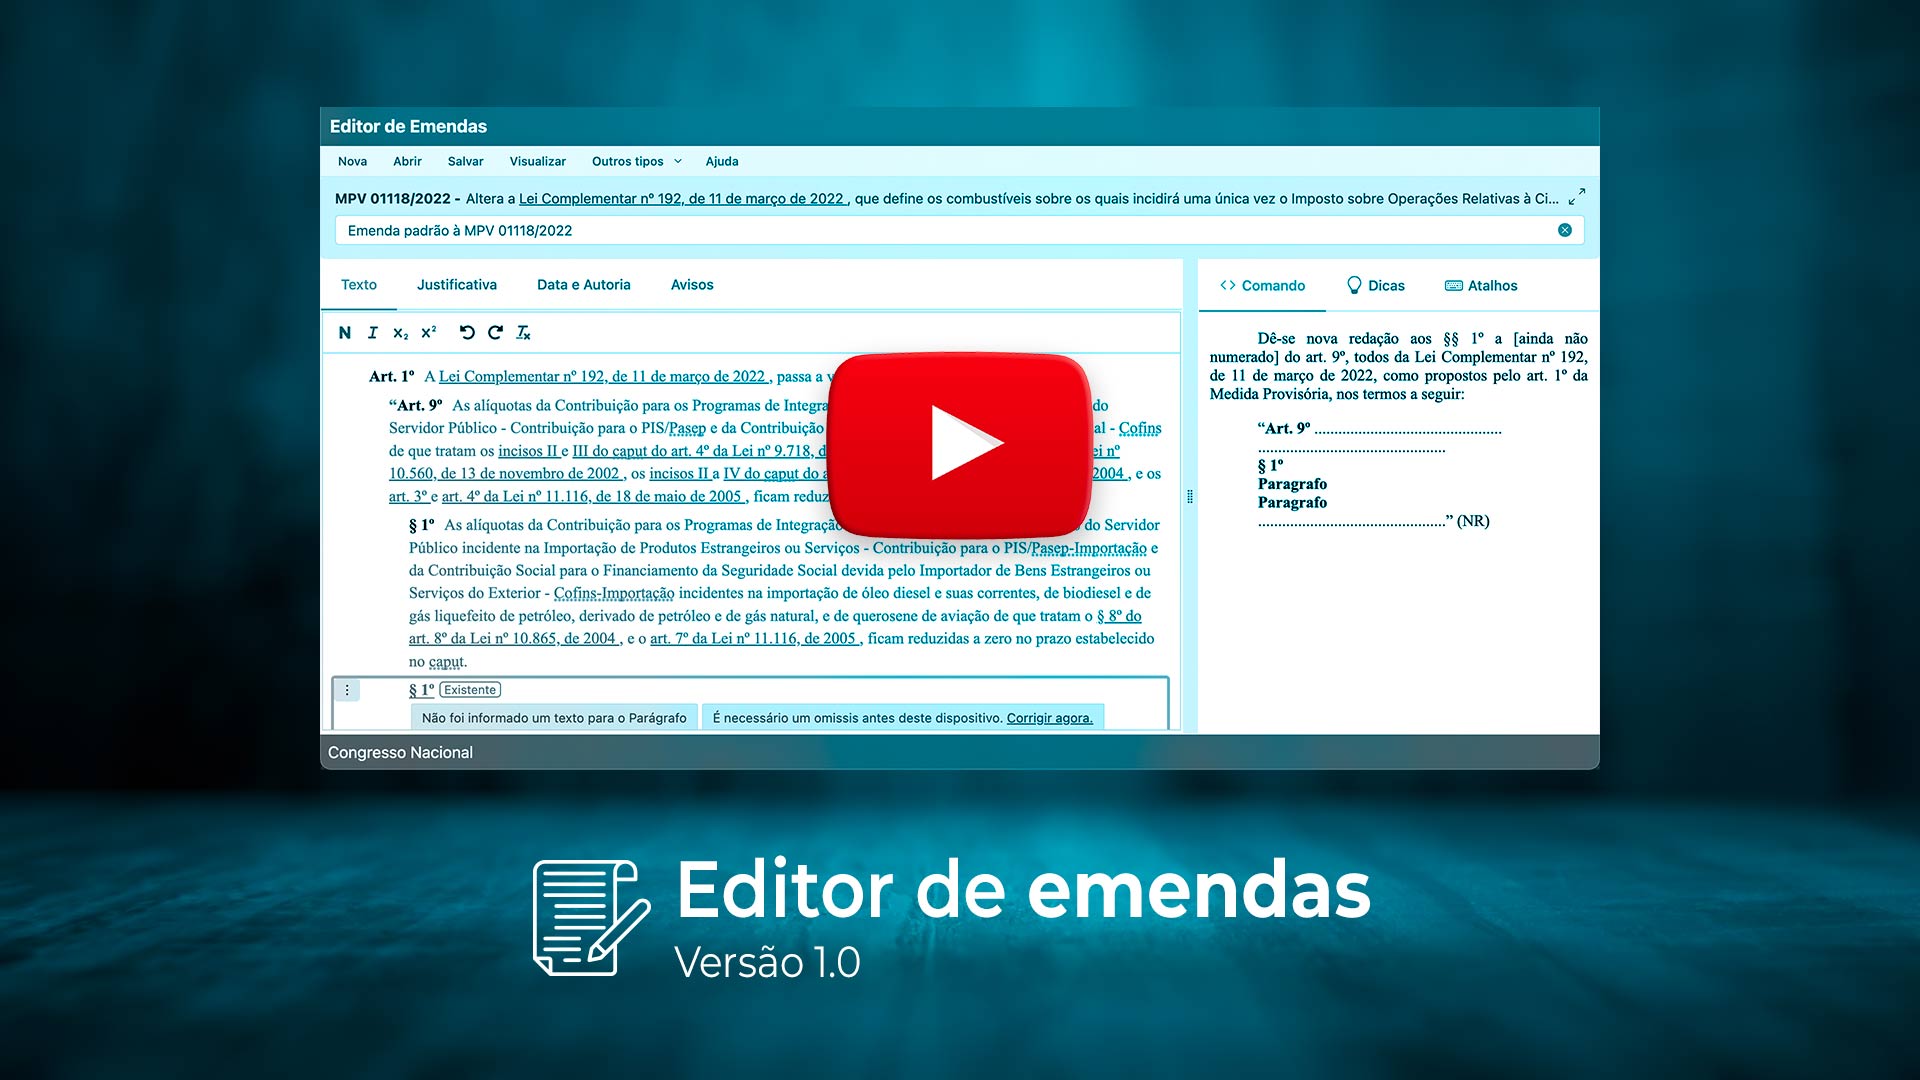 Editor de Emendas
Nova Abrir Salvar Visualizar Outros tipos Ajuda
MPV 01118/2022 - Altera a Lei Complementar nº 192, de 11 de março de 2022 , que define os combustíveis sobre os quais incidirá uma única vez o Imposto sobre Operações Relativas à Ci...
Emenda padrão à MPV 01118/2022
Texto Justificativa Data e Autoria Avisos
N I x₂ x²
Art. 1º A Lei Complementar nº 192, de 11 de março de 2022 , passa a v
“Art. 9º As alíquotas da Contribuição para os Programas de Integra do
Servidor Público - Contribuição para o PIS/Pasep e da Contribuição al - Cofins
de que tratam os incisos II e III do caput do art. 4º da Lei nº 9.718, d ei nº
10.560, de 13 de novembro de 2002 , os incisos II a IV do caput do a 2004 , e os
art. 3º e art. 4º da Lei nº 11.116, de 18 de maio de 2005 , ficam reduz
§ 1º As alíquotas da Contribuição para os Programas de Integração do Servidor
Público incidente na Importação de Produtos Estrangeiros ou Serviços - Contribuição para o PIS/Pasep-Importação e
da Contribuição Social para o Financiamento da Seguridade Social devida pelo Importador de Bens Estrangeiros ou
Serviços do Exterior - Cofins-Importação incidentes na importação de óleo diesel e suas correntes, de biodiesel e de
gás liquefeito de petróleo, derivado de petróleo e de gás natural, e de querosene de aviação de que tratam o § 8º do
art. 8º da Lei nº 10.865, de 2004 , e o art. 7º da Lei nº 11.116, de 2005 , ficam reduzidas a zero no prazo estabelecido
no caput.
§ 1º Existente
Não foi informado um texto para o Parágrafo É necessário um omissis antes deste dispositivo. Corrigir agora.
Comando Dicas Atalhos
Dê-se nova redação aos §§ 1º a [ainda não
numerado] do art. 9º, todos da Lei Complementar nº 192,
de 11 de março de 2022, como propostos pelo art. 1º da
Medida Provisória, nos termos a seguir:
“Art. 9º ...............................................
...............................................
§ 1º
Paragrafo
Paragrafo
...............................................” (NR)
Congresso Nacional
Editor de emendas
Versão 1.0